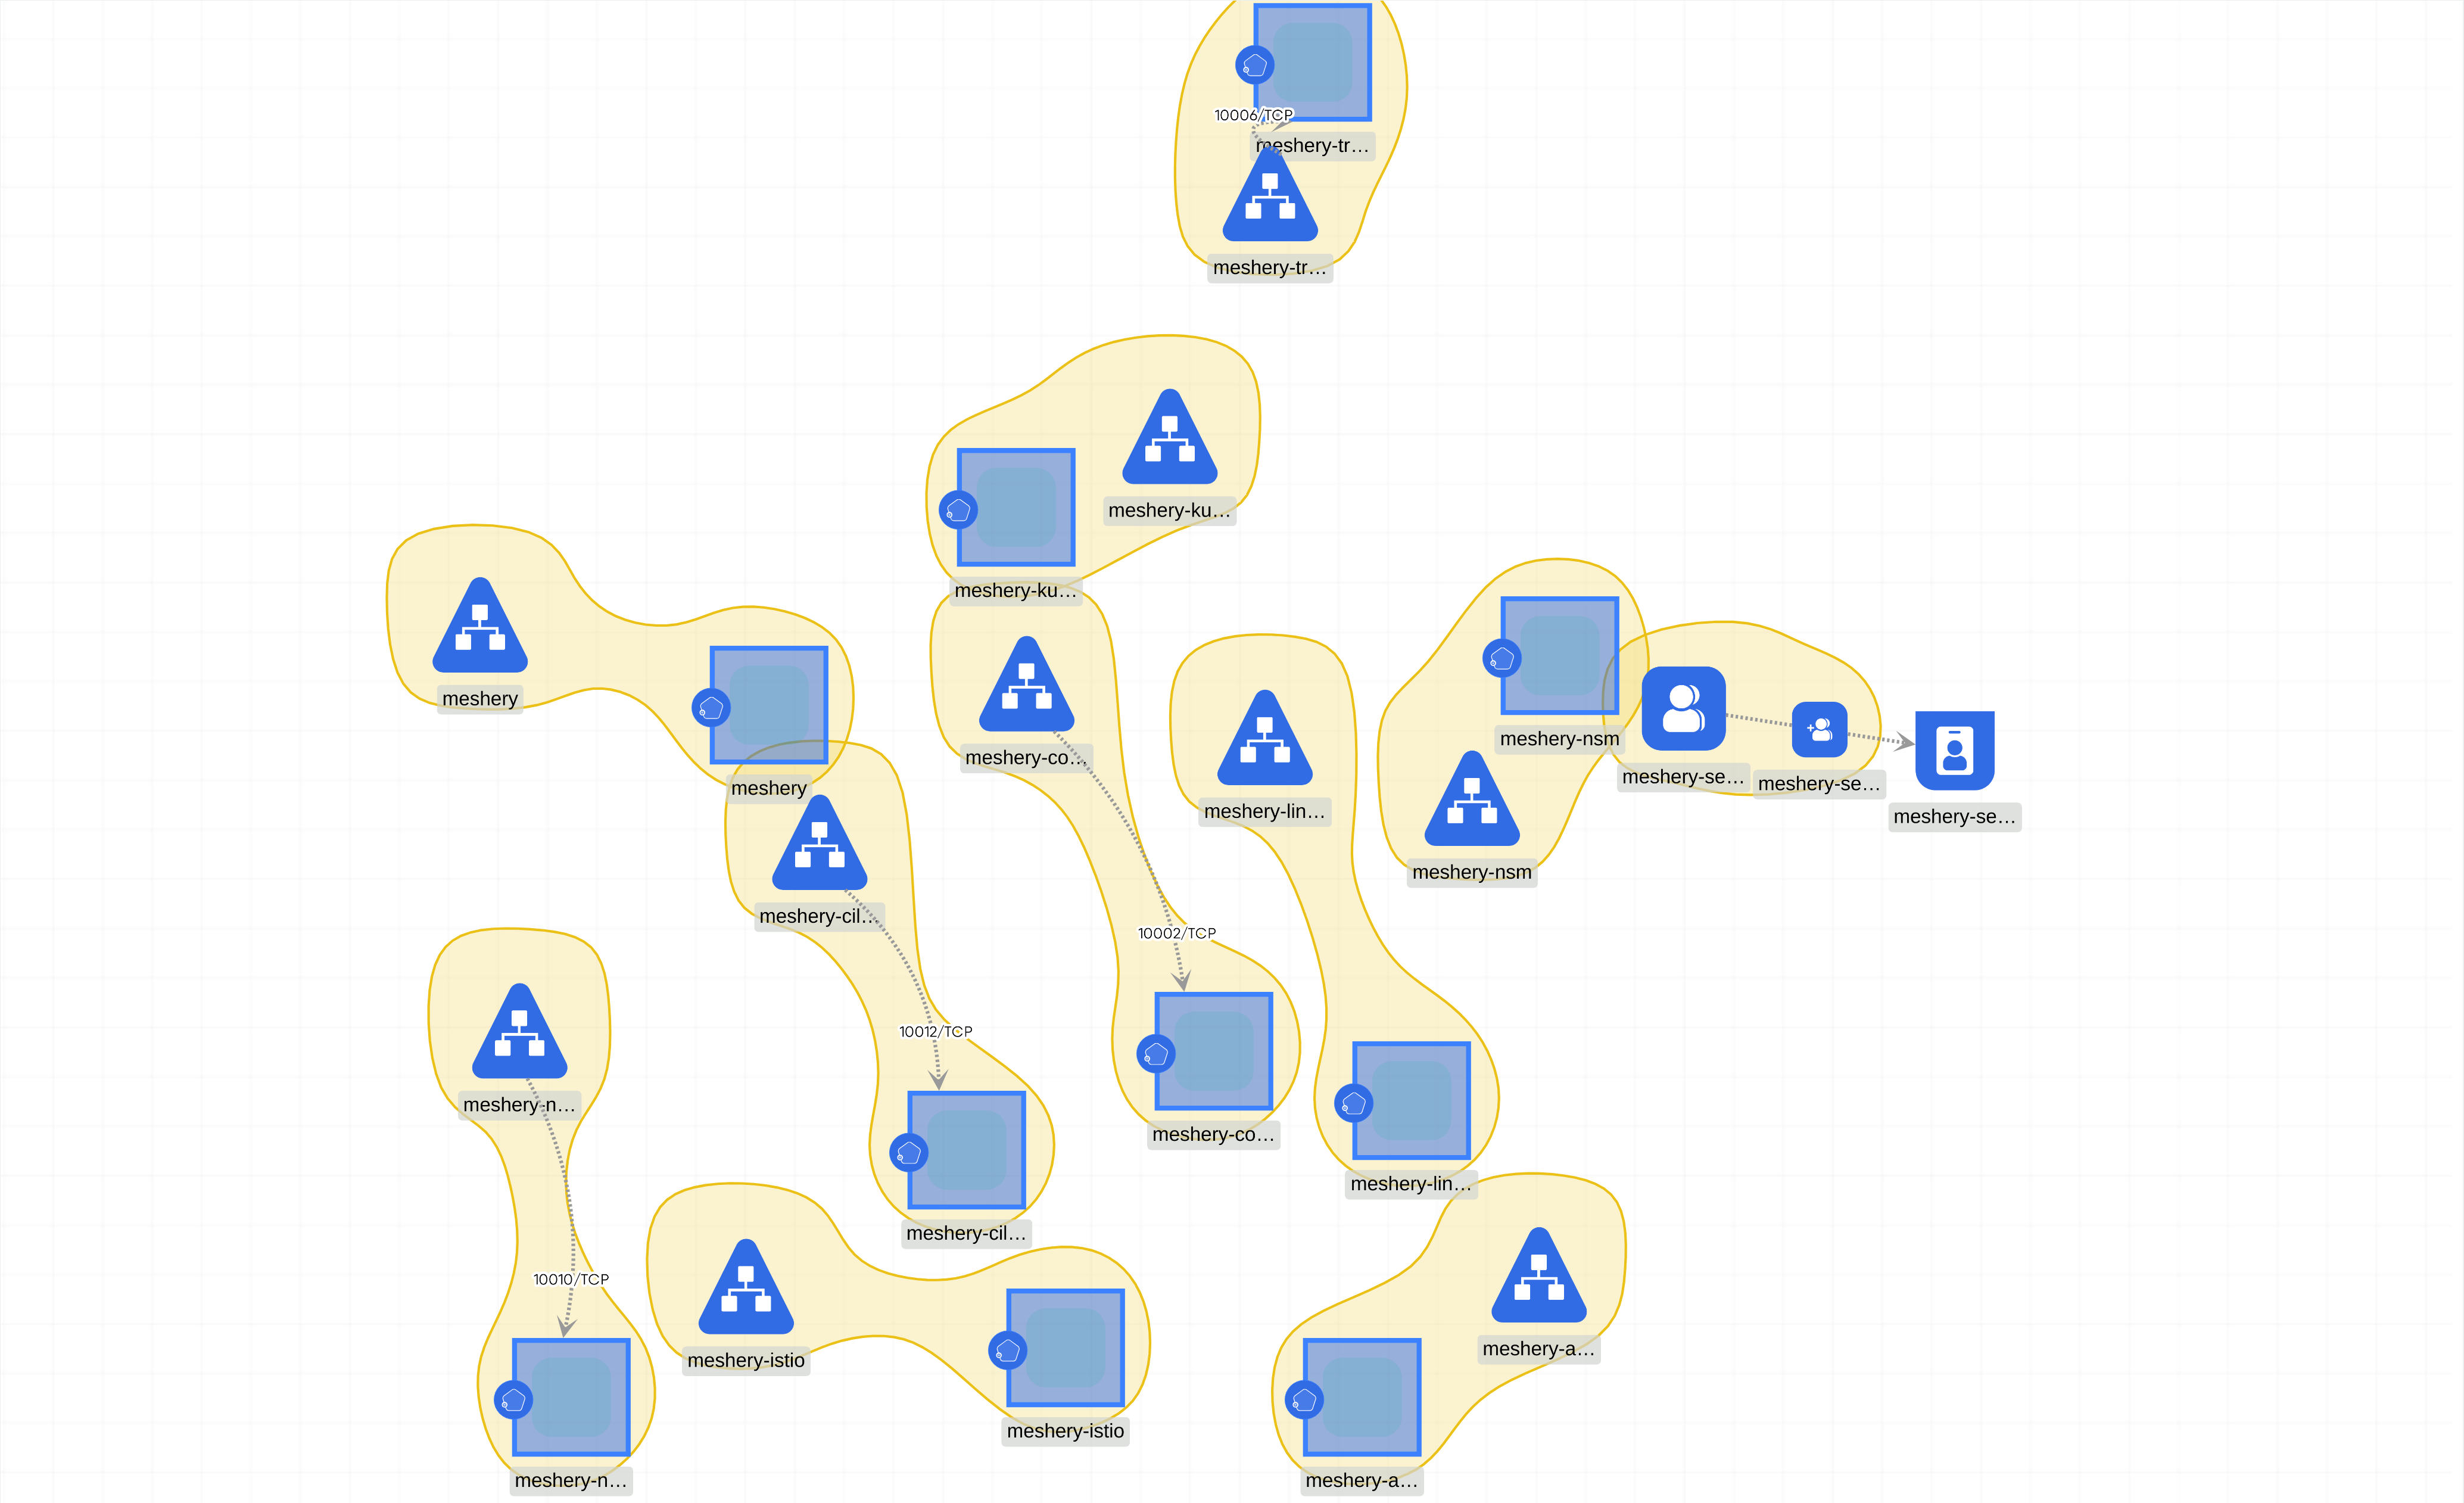 10006/TCP
meshery-tr…
meshery-tr…
meshery-ku…
meshery-ku…
meshery
meshery
meshery-co…
meshery-nsm
meshery-se…
meshery-se…
meshery-se…
meshery-lin…
meshery-nsm
meshery-cil…
10002/TCP
10012/TCP
meshery-n…
meshery-co…
meshery-lin…
meshery-cil…
10010/TCP
meshery-istio
meshery-a…
meshery-istio
meshery-n…
meshery-a…